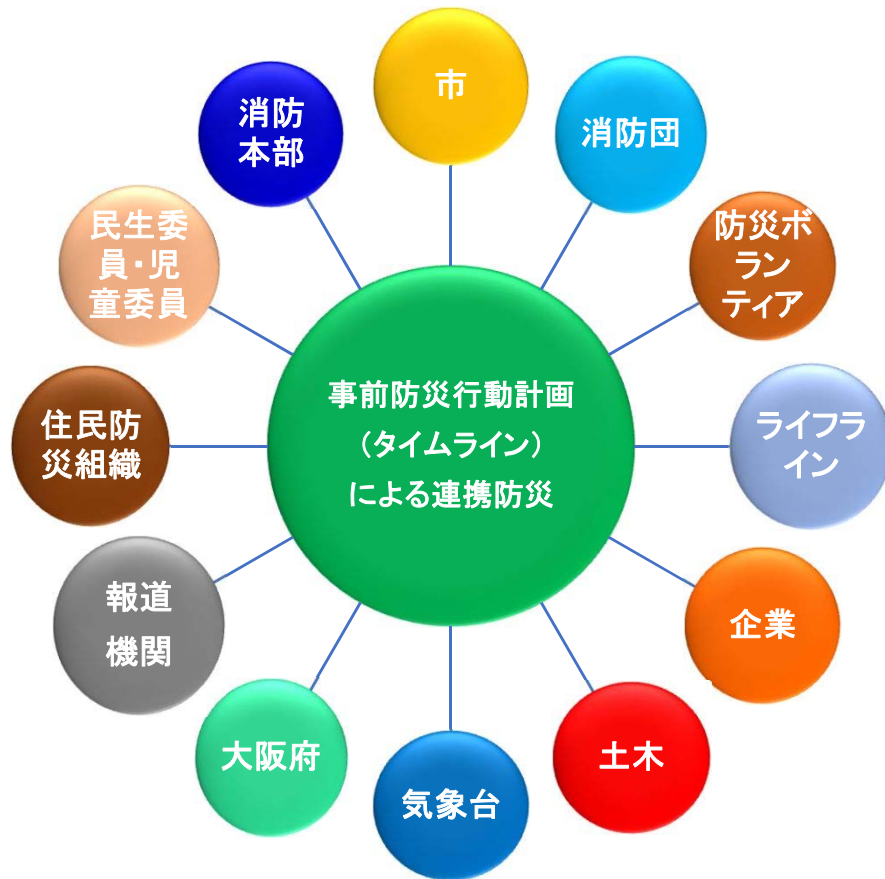 市
消防
本部
消防団
民生委
員・児
童委員
防災ボ
ラン
ティア
事前防災行動計画
（タイムライン）
による連携防災
住民防
災組織
ライフラ
イン
報道
機関
企業
大阪府
土木
気象台